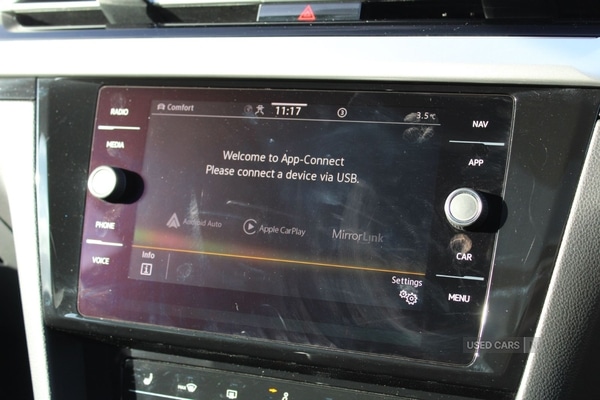 RADIO
Comfort
11:17
3
3.5°C
NAV
MEDIA
APP
Welcome to App-Connect
Please connect a device via USB.
PHONE
Android Auto
Apple CarPlay
MirrorLink
VOICE
Info
CAR
Settings
MENU
USED CARS